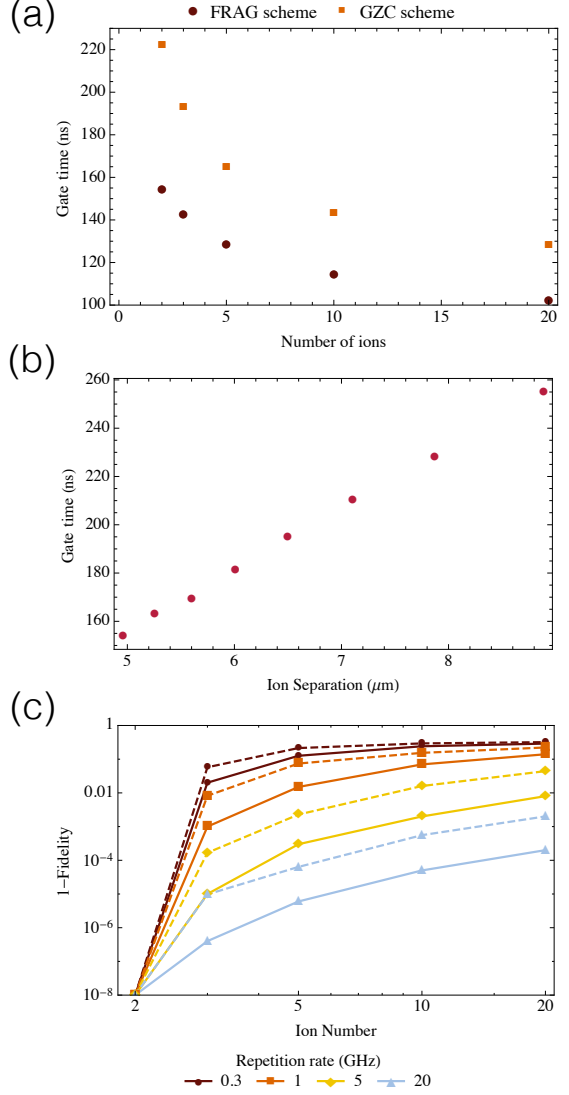 (a)
FRAG scheme GZC scheme
220
200
180
160
140
120
100
Gate time (ns)
0 5 10 15 20
Number of ions
(b)
260
240
220
200
180
160
Gate time (ns)
5 6 7 8
Ion Separation (μm)
(c)
1
0.01
10⁻⁴
10⁻⁶
10⁻⁸
1−Fidelity
2 5 10 20
Ion Number
Repetition rate (GHz)
0.3 1 5 20